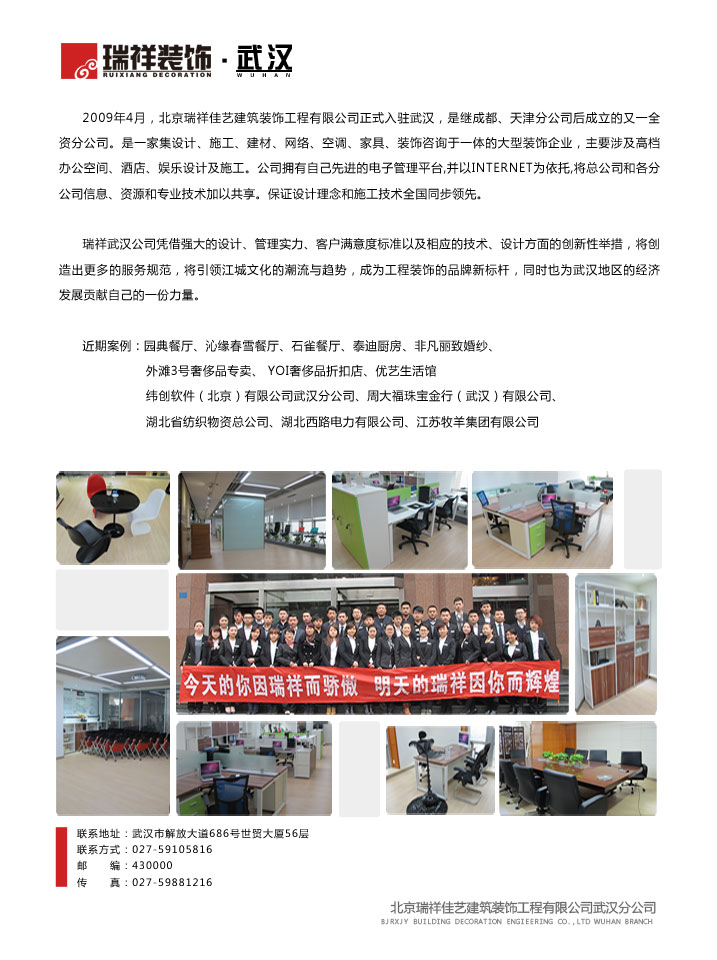 瑞祥装饰·武汉
RUIXIANG DECORATION WUHAN
2009年4月，北京瑞祥佳艺建筑装饰工程有限公司正式入驻武汉，是继成都、天津分公司后成立的又一全
资分公司。是一家集设计、施工、建材、网络、空调、家具、装饰咨询于一体的大型装饰企业，主要涉及高档
办公空间、酒店、娱乐设计及施工。公司拥有自己先进的电子管理平台,并以INTERNET为依托,将总公司和各分
公司信息、资源和专业技术加以共享。保证设计理念和施工技术全国同步领先。
瑞祥武汉公司凭借强大的设计、管理实力、客户满意度标准以及相应的技术、设计方面的创新性举措，将创
造出更多的服务规范，将引领江城文化的潮流与趋势，成为工程装饰的品牌新标杆，同时也为武汉地区的经济
发展贡献自己的一份力量。
近期案例：园典餐厅、沁缘春雪餐厅、石雀餐厅、泰迪厨房、非凡丽致婚纱、
外滩3号奢侈品专卖、 YOI奢侈品折扣店、优艺生活馆
纬创软件（北京）有限公司武汉分公司、周大福珠宝金行（武汉）有限公司、
湖北省纺织物资总公司、湖北西路电力有限公司、江苏牧羊集团有限公司
今天的你因瑞祥而骄傲 明天的瑞祥因你而辉煌
联系地址：武汉市解放大道686号世贸大厦56层
联系方式：027-59105816
邮 编：430000
传 真：027-59881216
北京瑞祥佳艺建筑装饰工程有限公司武汉分公司
BJRXJY BUILDING DECORATION ENGIEERING CO.,LTD WUHAN BRANCH